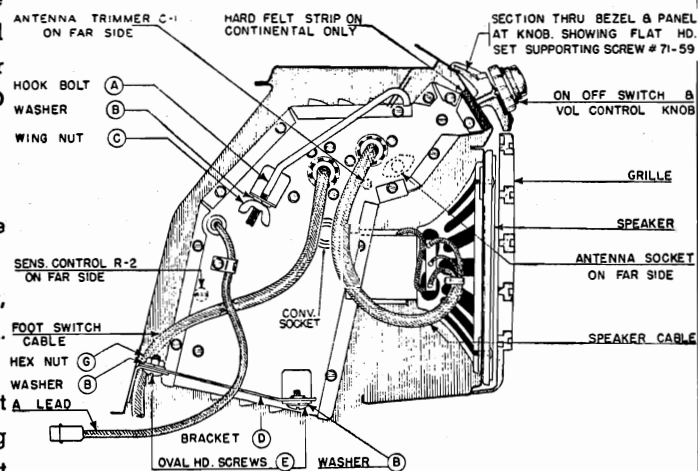 ANTENNA TRIMMER C-1
ON FAR SIDE
HARD FELT STRIP ON
CONTINENTAL ONLY
SECTION THRU BEZEL & PANEL
AT KNOB. SHOWING FLAT HD.
SET SUPPORTING SCREW # 71-59
HOOK BOLT A
WASHER B
WING NUT C
ON OFF SWITCH &
VOL CONTROL KNOB
GRILLE
SPEAKER
ANTENNA SOCKET
ON FAR SIDE
SENS. CONTROL R-2
ON FAR SIDE
CONV.
SOCKET
FOOT SWITCH
CABLE
SPEAKER CABLE
HEX NUT G
WASHER B
A LEAD
BRACKET D
OVAL HD. SCREWS E
WASHER B